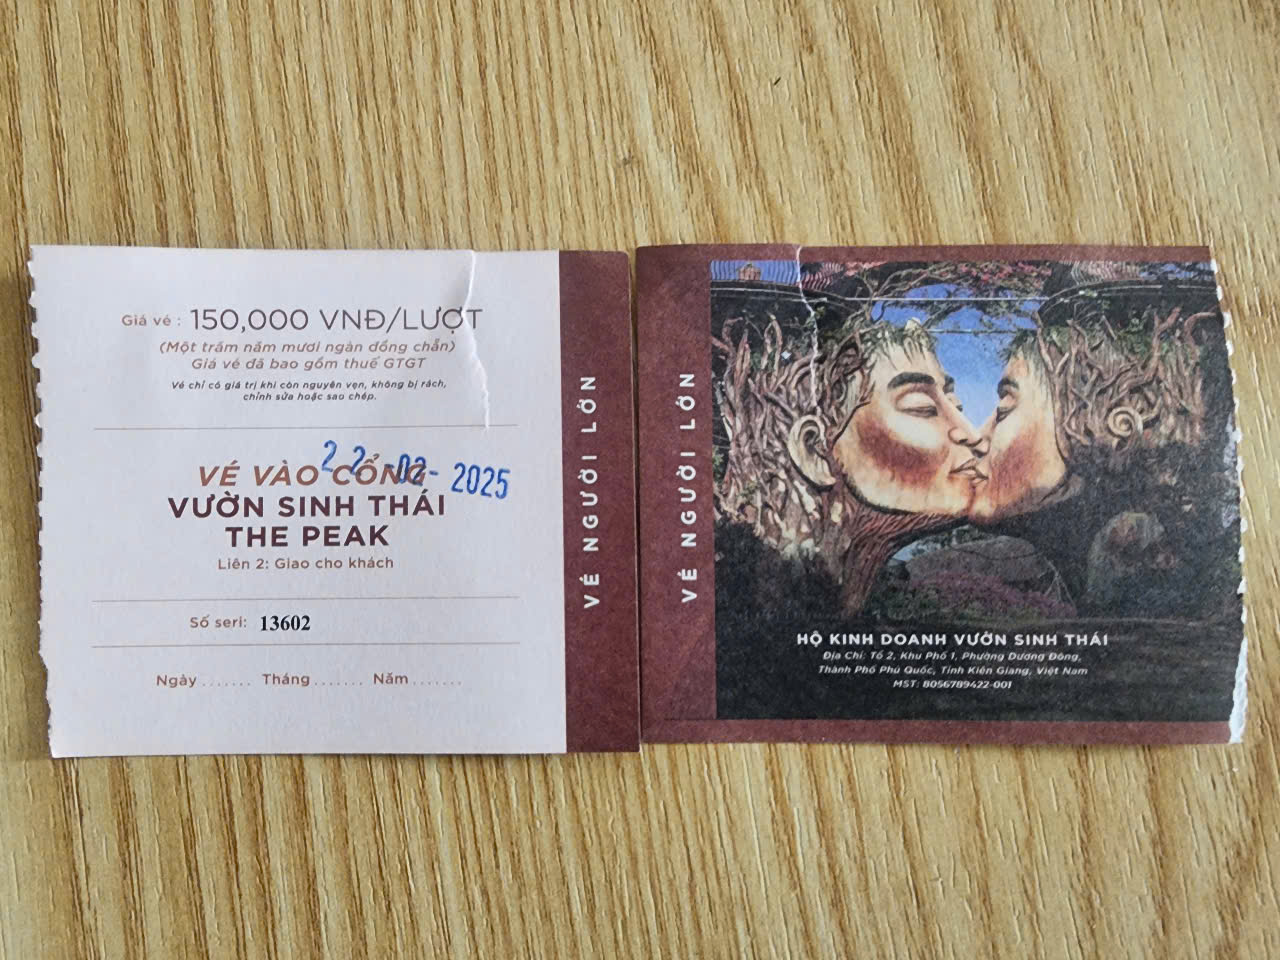 Giá vé : 150,000 VNĐ/LƯỢT
(Một trăm năm mươi ngàn đồng chẵn)
Giá vé đã bao gồm thuế GTGT
Vé chỉ có giá trị khi còn nguyên vẹn, không bị rách,
chỉnh sửa hoặc sao chép.
22-02-2025
VÉ VÀO CỔNG
VƯỜN SINH THÁI
THE PEAK
Liên 2: Giao cho khách
Số seri: 13602
Ngày ....... Tháng ....... Năm .......
VÉ NGƯỜI LỚN
VÉ NGƯỜI LỚN
HỘ KINH DOANH VƯỜN SINH THÁI
Địa Chỉ: Tổ 2, Khu Phố 1, Phường Dương Đông,
Thành Phố Phú Quốc, Tỉnh Kiên Giang, Việt Nam
MST: 8056789422-001